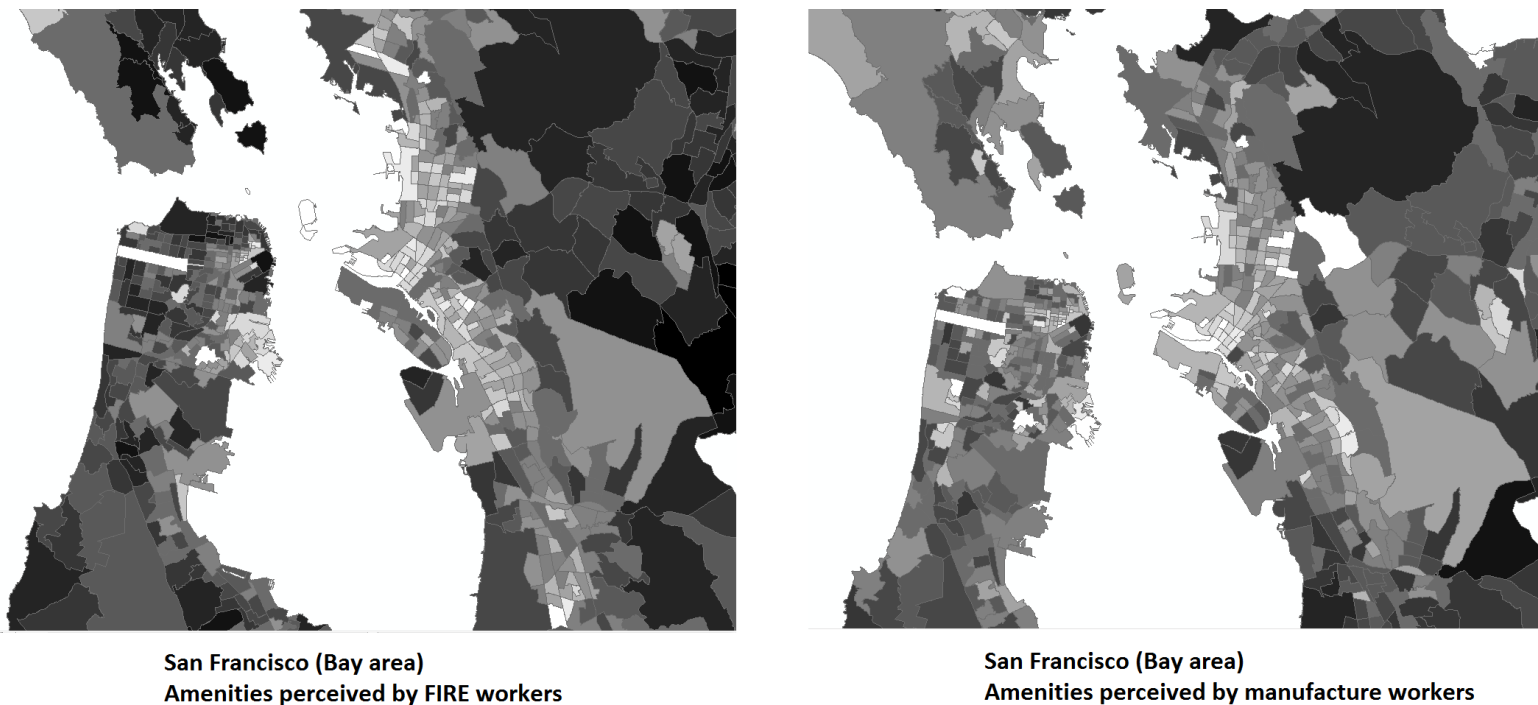 San Francisco (Bay area)
Amenities perceived by FIRE workers
San Francisco (Bay area)
Amenities perceived by manufacture workers